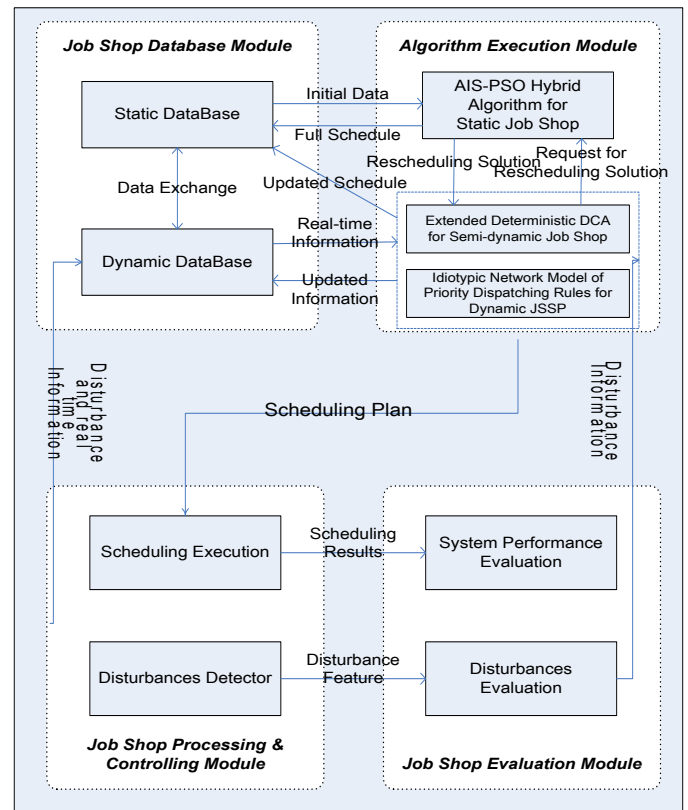 Job Shop Database Module
Algorithm Execution Module
Static DataBase
Initial Data
Full Schedule
AIS-PSO Hybrid
Algorithm for
Static Job Shop
Rescheduling Solution
Request for
Rescheduling Solution
Data Exchange
Updated Schedule
Extended Deterministic DCA
for Semi-dynamic Job Shop
Real-time
Information
Dynamic DataBase
Updated
Information
Idiotypic Network Model of
Priority Dispatching Rules for
Dynamic JSSP
Disturbance
and real
time
Information
Scheduling Plan
Disturbance
Information
Scheduling Execution
Scheduling
Results
System Performance
Evaluation
Disturbances Detector
Disturbance
Feature
Disturbances
Evaluation
Job Shop Processing &
Controlling Module
Job Shop Evaluation Module